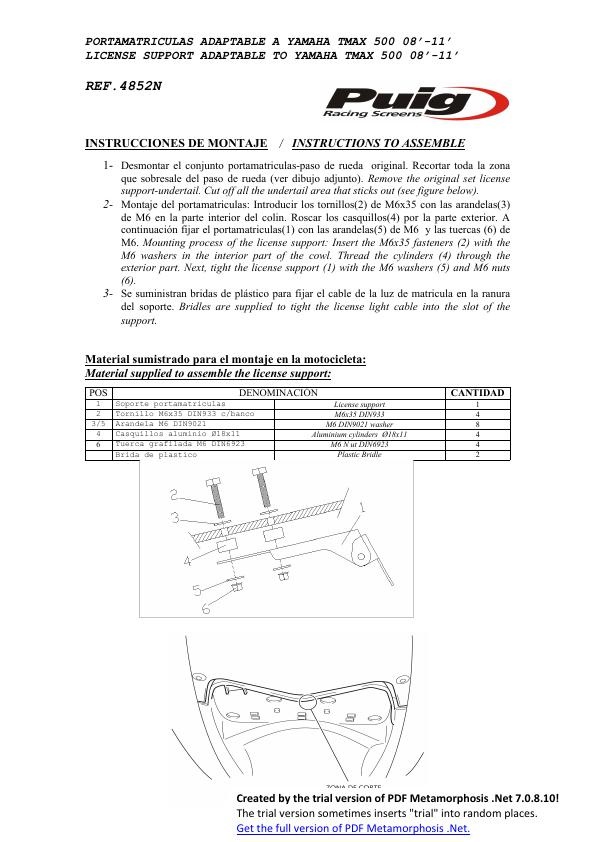 PORTAMATRICULAS ADAPTABLE A YAMAHA TMAX 500 08’-11’
LICENSE SUPPORT ADAPTABLE TO YAMAHA TMAX 500 08’-11’
REF.4852N
Puig
Racing Screens
INSTRUCCIONES DE MONTAJE / INSTRUCTIONS TO ASSEMBLE
1- Desmontar el conjunto portamatriculas-paso de rueda original. Recortar toda la zona
que sobresale del paso de rueda (ver dibujo adjunto). Remove the original set license
support-undertail. Cut off all the undertail area that sticks out (see figure below).
2- Montaje del portamatriculas: Introducir los tornillos(2) de M6x35 con las arandelas(3)
de M6 en la parte interior del colin. Roscar los casquillos(4) por la parte exterior. A
continuación fijar el portamatriculas(1) con las arandelas(5) de M6 y las tuercas (6) de
M6. Mounting process of the license support: Insert the M6x35 fasteners (2) with the
M6 washers in the interior part of the cowl. Thread the cylinders (4) through the
exterior part. Next, tight the license support (1) with the M6 washers (5) and M6 nuts
(6).
3- Se suministran bridas de plástico para fijar el cable de la luz de matricula en la ranura
del soporte. Bridles are supplied to tight the license light cable into the slot of the
support.
Material sumistrado para el montaje en la motocicleta:
Material supplied to assemble the license support:
POS DENOMINACION CANTIDAD
1 Soporte portamatriculas License support 1
2 Tornillo M6x35 DIN933 c/banco M6x35 DIN933 4
3/5 Arandela M6 DIN9021 M6 DIN9021 washer 8
4 Casquillos aluminio Ø18x11 Aluminium cylinders Ø18x11 4
6 Tuerca grafilada M6 DIN6923 M6 N ut DIN6923 4
Brida de plastico Plastic Bridle 2
2
1
3
4
5
6
ZONA DE CORTE
Created by the trial version of PDF Metamorphosis .Net 7.0.8.10!
The trial version sometimes inserts "trial" into random places.
Get the full version of PDF Metamorphosis .Net.